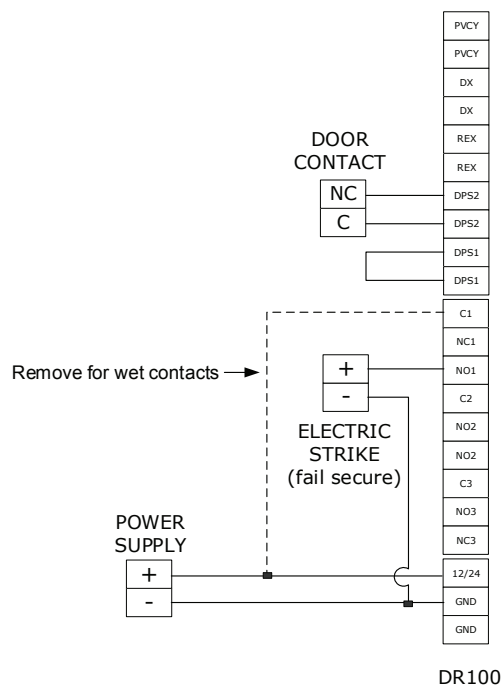 PVCY
PVCY
DX
DX
REX
REX
DPS2
DPS2
DPS1
DPS1
C1
NC1
NO1
C2
NO2
NO2
C3
NO3
NC3
12/24
GND
GND
DR100
DOOR
CONTACT
NC
C
Remove for wet contacts
+
-
ELECTRIC
STRIKE
(fail secure)
POWER
SUPPLY
+
-